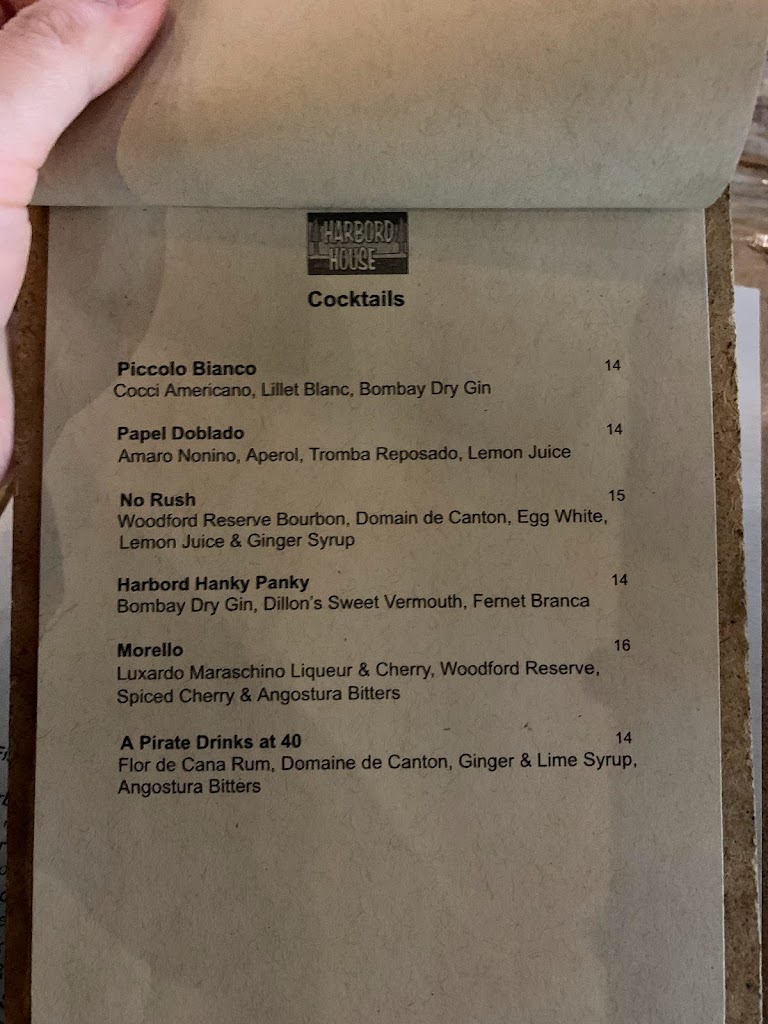 HARBORD
HOUSE
Cocktails
Piccolo Bianco 14
Cocci Americano, Lillet Blanc, Bombay Dry Gin
Papel Doblado 14
Amaro Nonino, Aperol, Tromba Reposado, Lemon Juice
No Rush 15
Woodford Reserve Bourbon, Domain de Canton, Egg White,
Lemon Juice & Ginger Syrup
Harbord Hanky Panky 14
Bombay Dry Gin, Dillon's Sweet Vermouth, Fernet Branca
Morello 16
Luxardo Maraschino Liqueur & Cherry, Woodford Reserve,
Spiced Cherry & Angostura Bitters
A Pirate Drinks at 40 14
Flor de Cana Rum, Domaine de Canton, Ginger & Lime Syrup,
Angostura Bitters